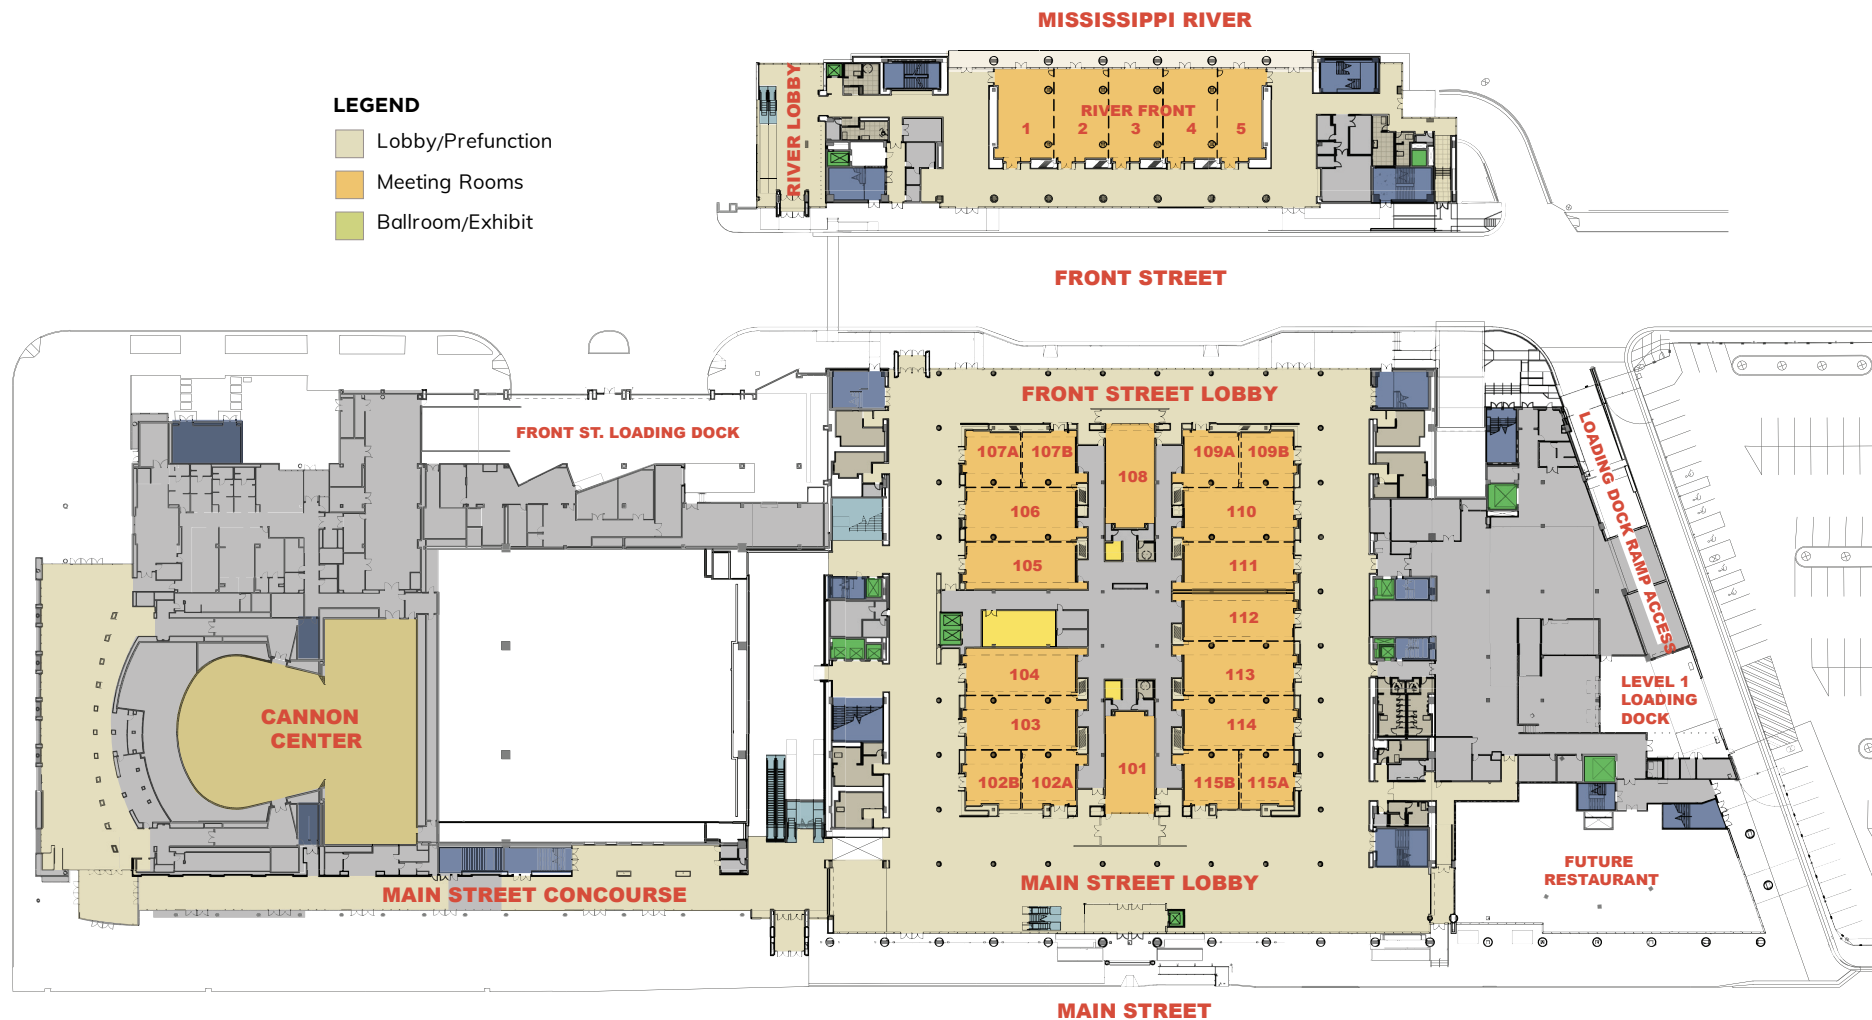 MISSISSIPPI RIVER
LEGEND
Lobby/Prefunction
Meeting Rooms
Ballroom/Exhibit
RIVER LOBBY
RIVER FRONT
1
2
3
4
5
FRONT STREET
FRONT STREET LOBBY
FRONT ST. LOADING DOCK
LOADING DOCK RAMP ACCESS
107A
107B
108
109A
109B
106
110
105
111
112
104
113
103
114
102B
102A
101
115B
115A
CANNON
CENTER
LEVEL 1
LOADING
DOCK
FUTURE
RESTAURANT
MAIN STREET CONCOURSE
MAIN STREET LOBBY
MAIN STREET